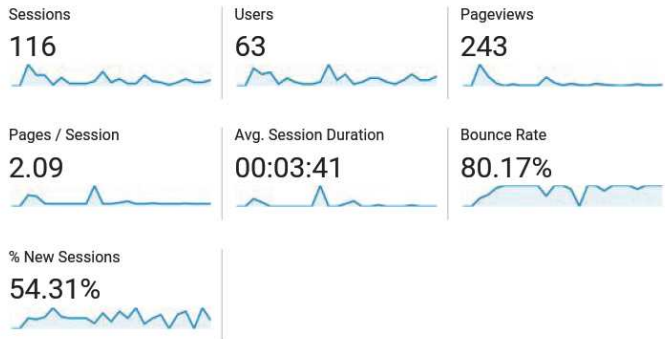 Sessions
116
Users
63
Pageviews
243
Pages / Session
2.09
Avg. Session Duration
00:03:41
Bounce Rate
80.17%
% New Sessions
54.31%